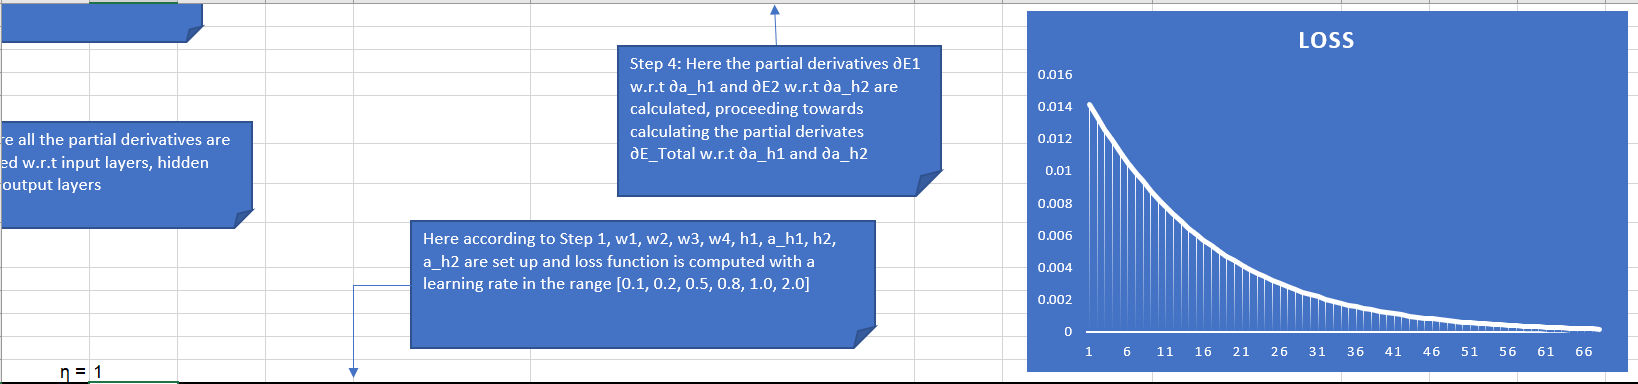 Step 4: Here the partial derivatives ∂E1
w.r.t ∂a_h1 and ∂E2 w.r.t ∂a_h2 are
calculated, proceeding towards
calculating the partial derivates
∂E_Total w.r.t ∂a_h1 and ∂a_h2
all the partial derivatives are
w.r.t input layers, hidden
output layers
Here according to Step 1, w1, w2, w3, w4, h1, a_h1, h2,
a_h2 are set up and loss function is computed with a
learning rate in the range [0.1, 0.2, 0.5, 0.8, 1.0, 2.0]
η = 1
LOSS
0.016
0.014
0.012
0.01
0.008
0.006
0.004
0.002
0
1 6 11 16 21 26 31 36 41 46 51 56 61 66